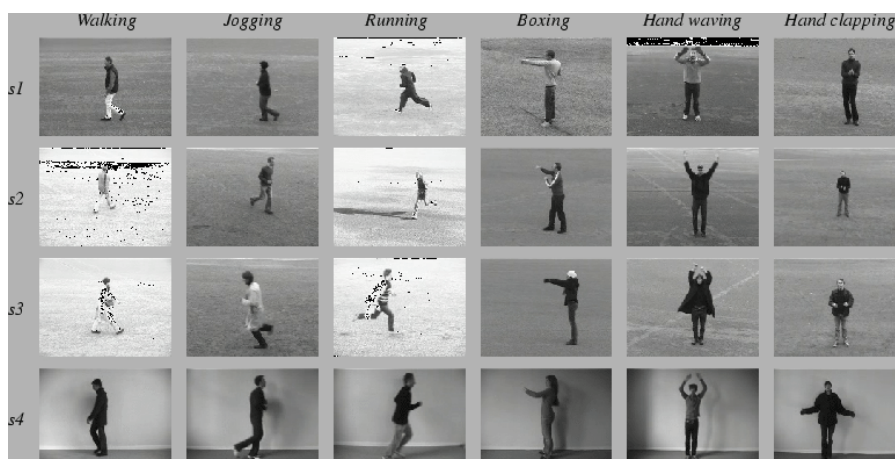 Walking Jogging Running Boxing Hand waving Hand clapping
s1
s2
s3
s4